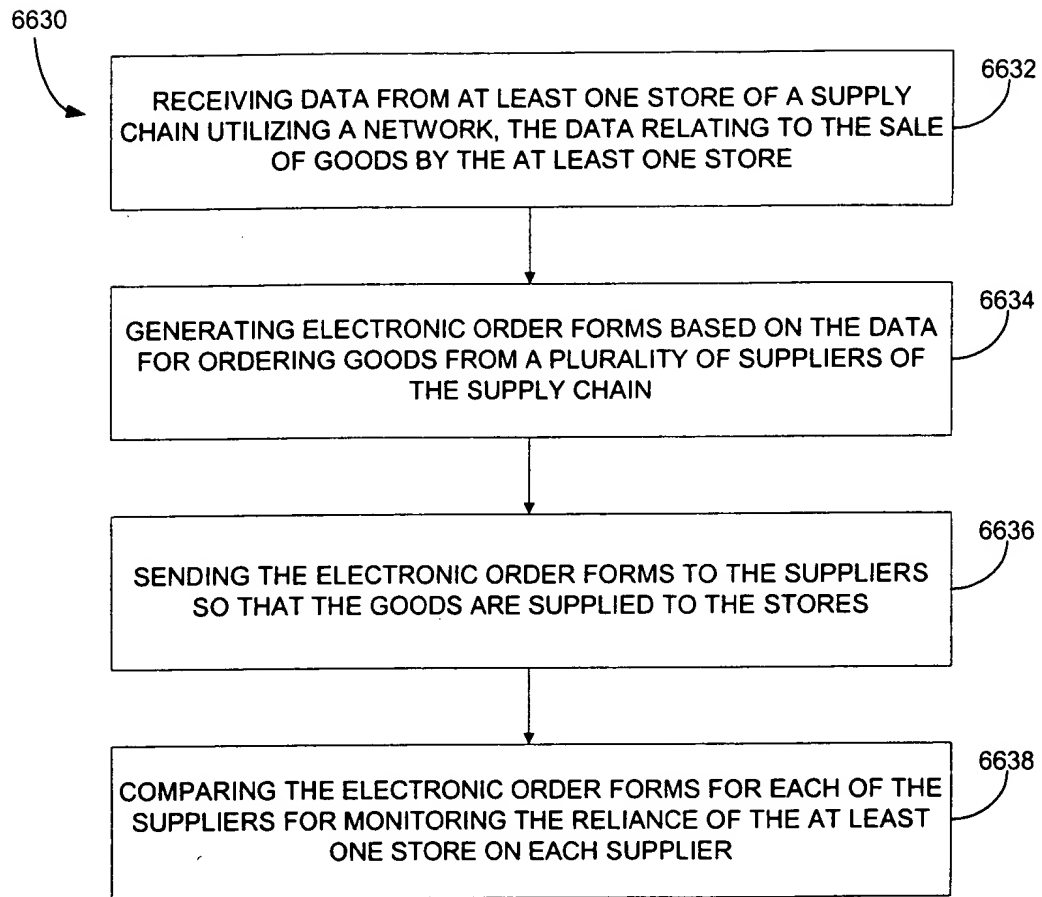 6630
6632
RECEIVING DATA FROM AT LEAST ONE STORE OF A SUPPLY
CHAIN UTILIZING A NETWORK, THE DATA RELATING TO THE SALE
OF GOODS BY THE AT LEAST ONE STORE
6634
GENERATING ELECTRONIC ORDER FORMS BASED ON THE DATA
FOR ORDERING GOODS FROM A PLURALITY OF SUPPLIERS OF
THE SUPPLY CHAIN
6636
SENDING THE ELECTRONIC ORDER FORMS TO THE SUPPLIERS
SO THAT THE GOODS ARE SUPPLIED TO THE STORES
6638
COMPARING THE ELECTRONIC ORDER FORMS FOR EACH OF THE
SUPPLIERS FOR MONITORING THE RELIANCE OF THE AT LEAST
ONE STORE ON EACH SUPPLIER